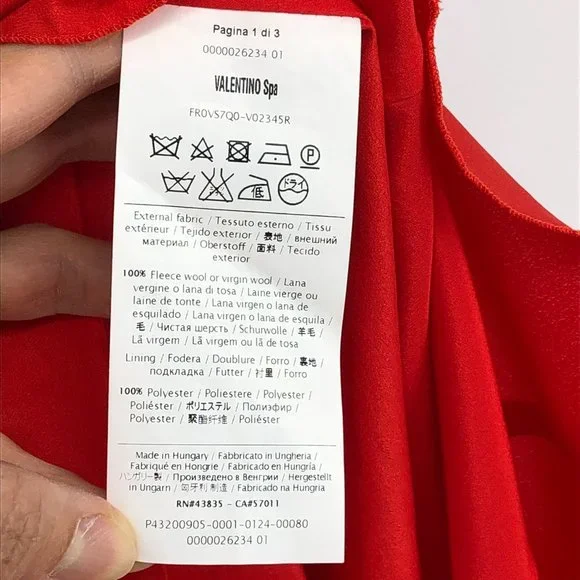 Pagina 1 di 3
0000026234 01
VALENTINO Spa
FR0VS7Q0-V02345R
P
低 ドライ
External fabric / Tessuto esterno / Tissu
extérieur / Tejido exterior / 表地 / внешний
материал / Oberstoff / 面料 / Tecido
exterior
100% Fleece wool or virgin wool / Lana
vergine o lana di tosa / Laine vierge ou
laine de tonte / Lana virgen o lana de
esquilado / Lana virgen o lana de esquila /
毛 / Чистая шерсть / Schurwolle / 羊毛 /
Lã virgem / Lã virgem ou lã de tosa
Lining / Fodera / Doublure / Forro / 裏地 /
подкладка / Futter / 衬里 / Forro
100% Polyester / Poliestere / Polyester /
Poliéster / ポリエステル / Полиэфир /
Polyester / 聚酯纤维 / Poliéster
Made in Hungary / Fabbricato in Ungheria /
Fabriqué en Hongrie / Fabricado en Hungría /
ハンガリー製 / Произведено в Венгрии / Hergestellt
in Ungarn / 匈牙利 制造 / Fabricado na Hungria
RN#43835 - CA#57011
P43200905-0001-0124-00080
0000026234 01